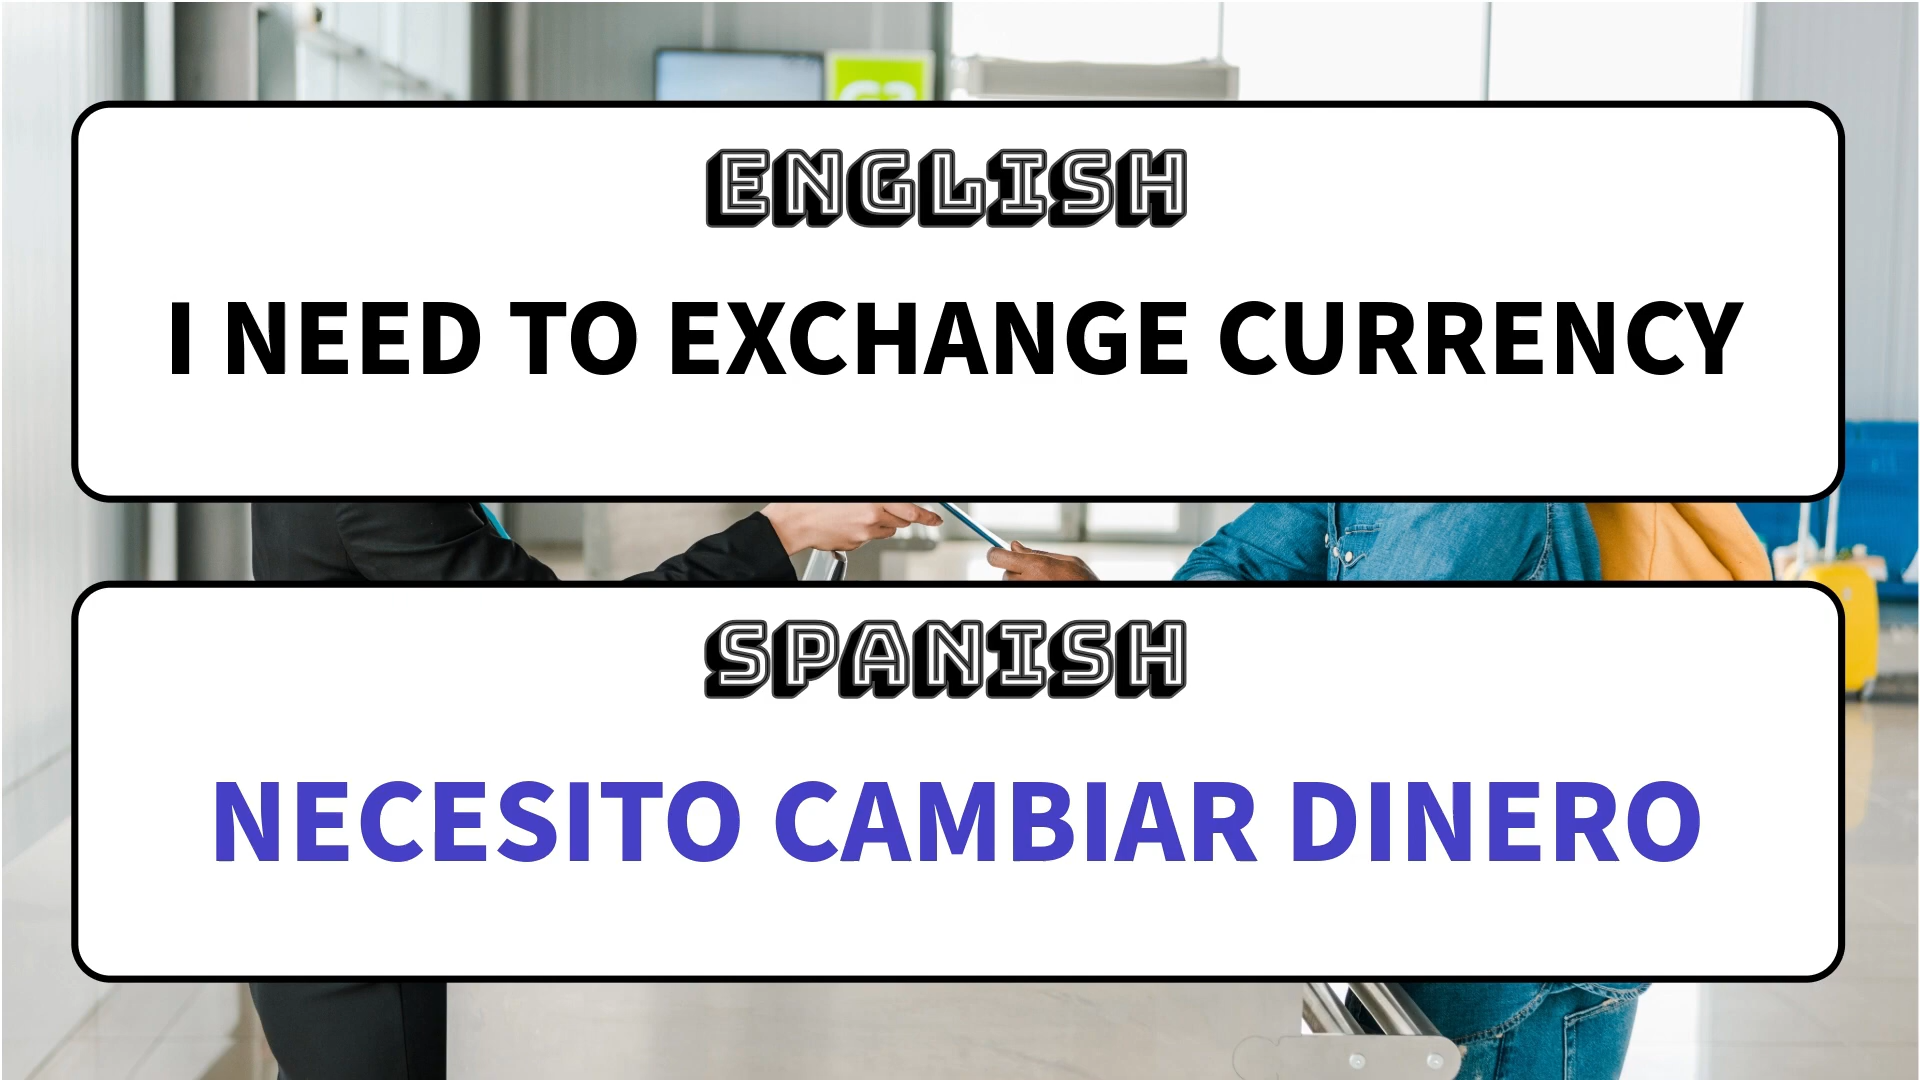 ENGLISH
I NEED TO EXCHANGE CURRENCY
SPANISH
NECESITO CAMBIAR DINERO